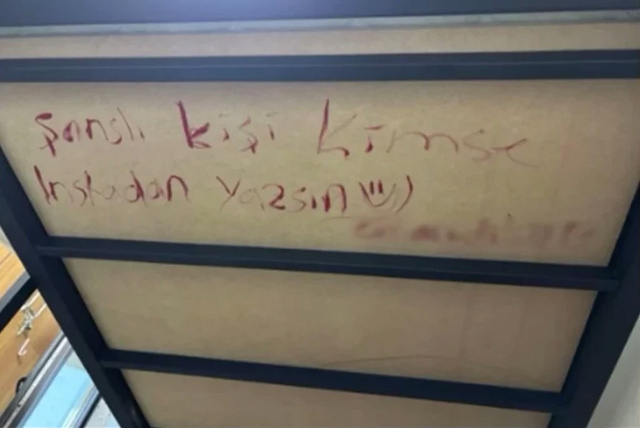 Şanslı kişi kimse
Instadan yazsın :)